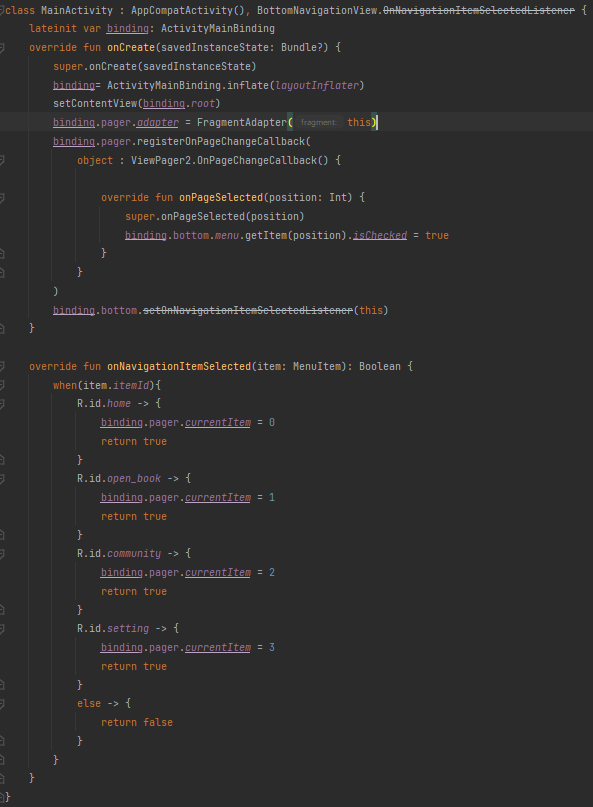 class MainActivity : AppCompatActivity(), BottomNavigationView.OnNavigationItemSelectedListener {
    lateinit var binding: ActivityMainBinding
    override fun onCreate(savedInstanceState: Bundle?) {
        super.onCreate(savedInstanceState)
        binding= ActivityMainBinding.inflate(layoutInflater)
        setContentView(binding.root)
        binding.pager.adapter = FragmentAdapter( fragment: this)
        binding.pager.registerOnPageChangeCallback(
            object : ViewPager2.OnPageChangeCallback() {
                override fun onPageSelected(position: Int) {
                    super.onPageSelected(position)
                    binding.bottom.menu.getItem(position).isChecked = true
                }
            }
        )
        binding.bottom.setOnNavigationItemSelectedListener(this)
    }
    override fun onNavigationItemSelected(item: MenuItem): Boolean {
        when(item.itemId){
            R.id.home -> {
                binding.pager.currentItem = 0
                return true
            }
            R.id.open_book -> {
                binding.pager.currentItem = 1
                return true
            }
            R.id.community -> {
                binding.pager.currentItem = 2
                return true
            }
            R.id.setting -> {
                binding.pager.currentItem = 3
                return true
            }
            else -> {
                return false
            }
        }
    }
}